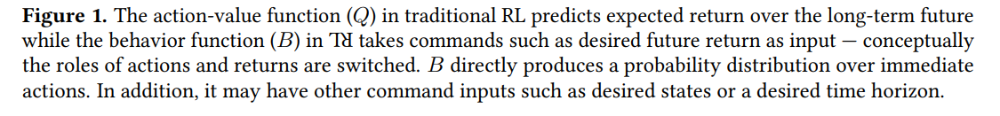 Figure 1. The action-value function (Q) in traditional RL predicts expected return over the long-term future
while the behavior function (B) in ꓶꓤ takes commands such as desired future return as input — conceptually
the roles of actions and returns are switched. B directly produces a probability distribution over immediate
actions. In addition, it may have other command inputs such as desired states or a desired time horizon.